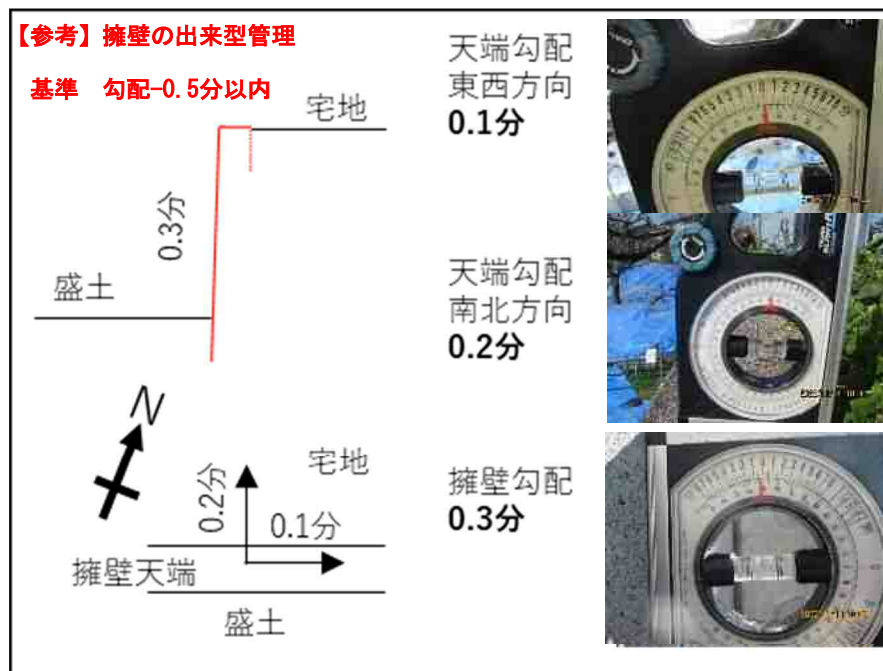 【参考】擁壁の出来型管理
基準 勾配-0.5分以内
宅地
0.3分
盛土
N
宅地
0.2分
0.1分
擁壁天端
盛土
天端勾配
東西方向
0.1分
天端勾配
南北方向
0.2分
擁壁勾配
0.3分